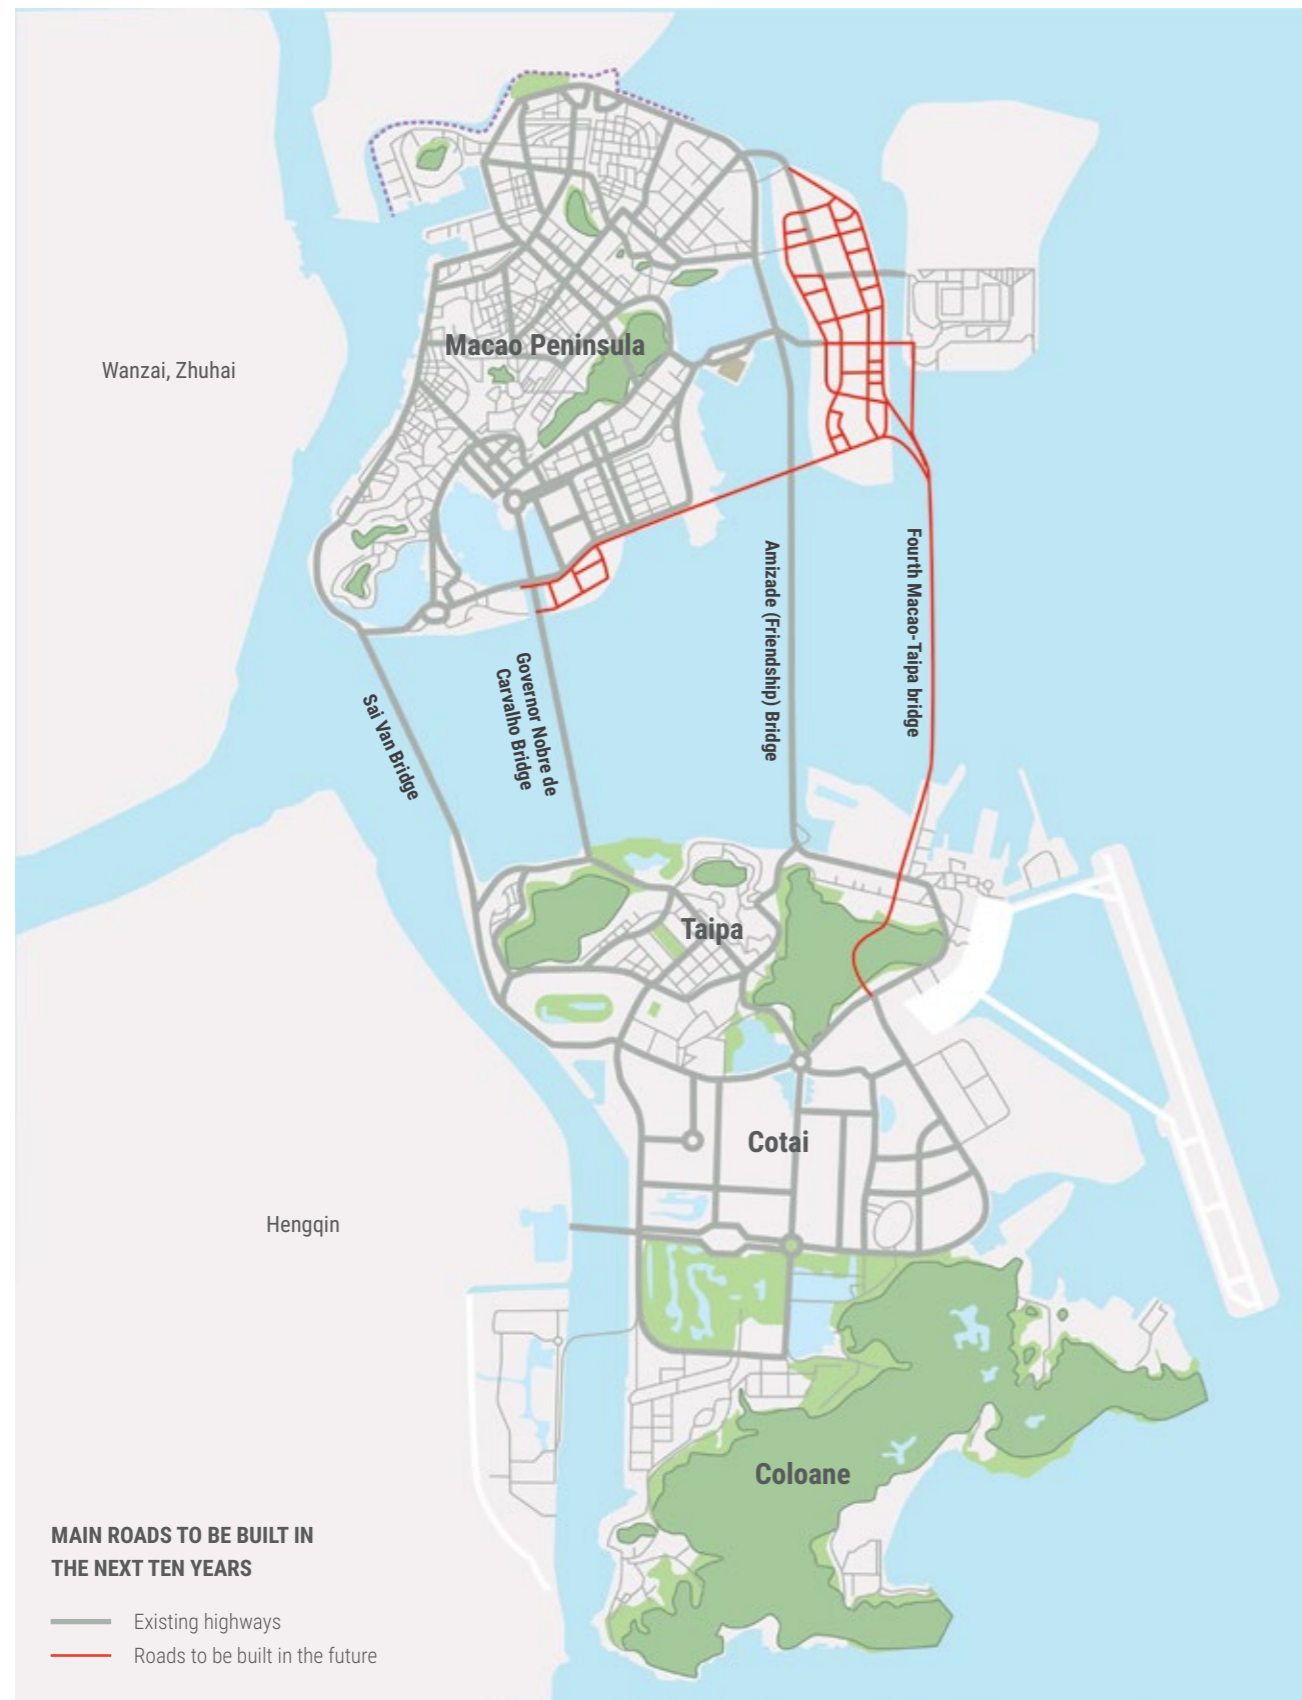 Macao Peninsula
Wanzai, Zhuhai
Amizade (Friendship) Bridge
Fourth Macao-Taipa bridge
Governor Nobre de
Carvalho Bridge
Sai Van Bridge
Taipa
Cotai
Hengqin
Coloane
MAIN ROADS TO BE BUILT IN
THE NEXT TEN YEARS
Existing highways
Roads to be built in the future